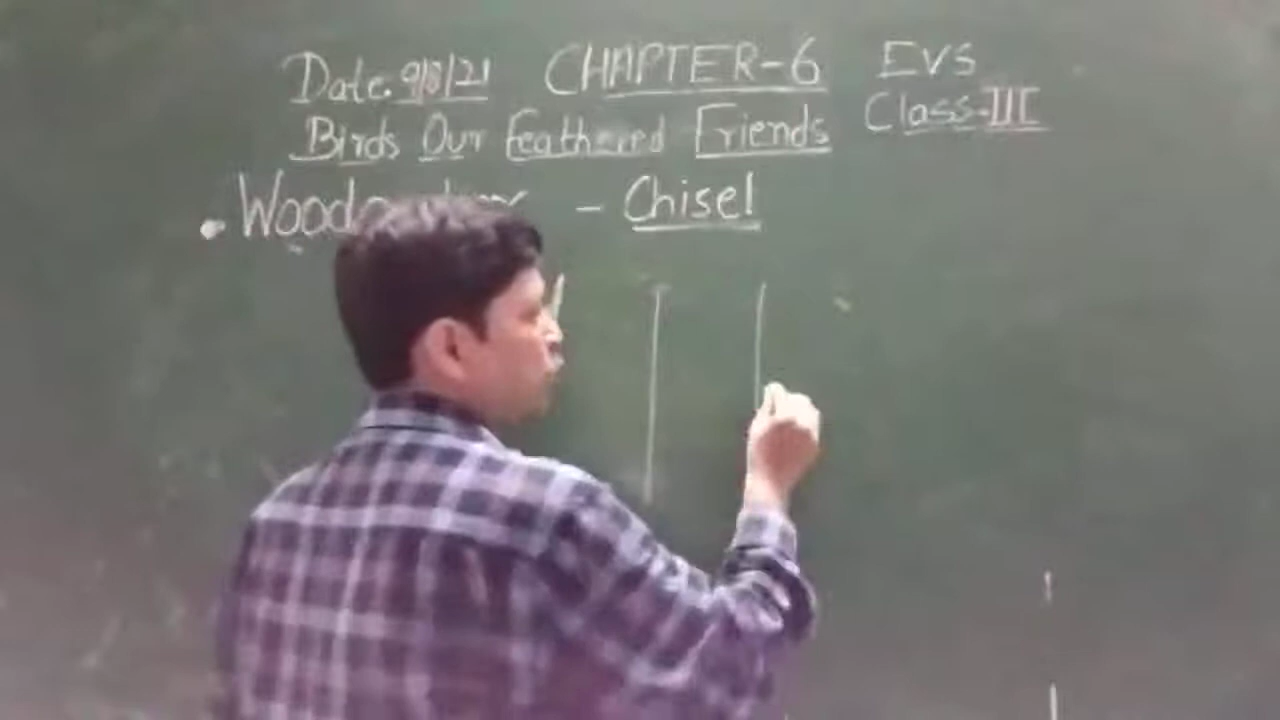 Date 9/8/21 CHAPTER-6 EVS
Birds Our Feathered Friends Class-III
- Chisel